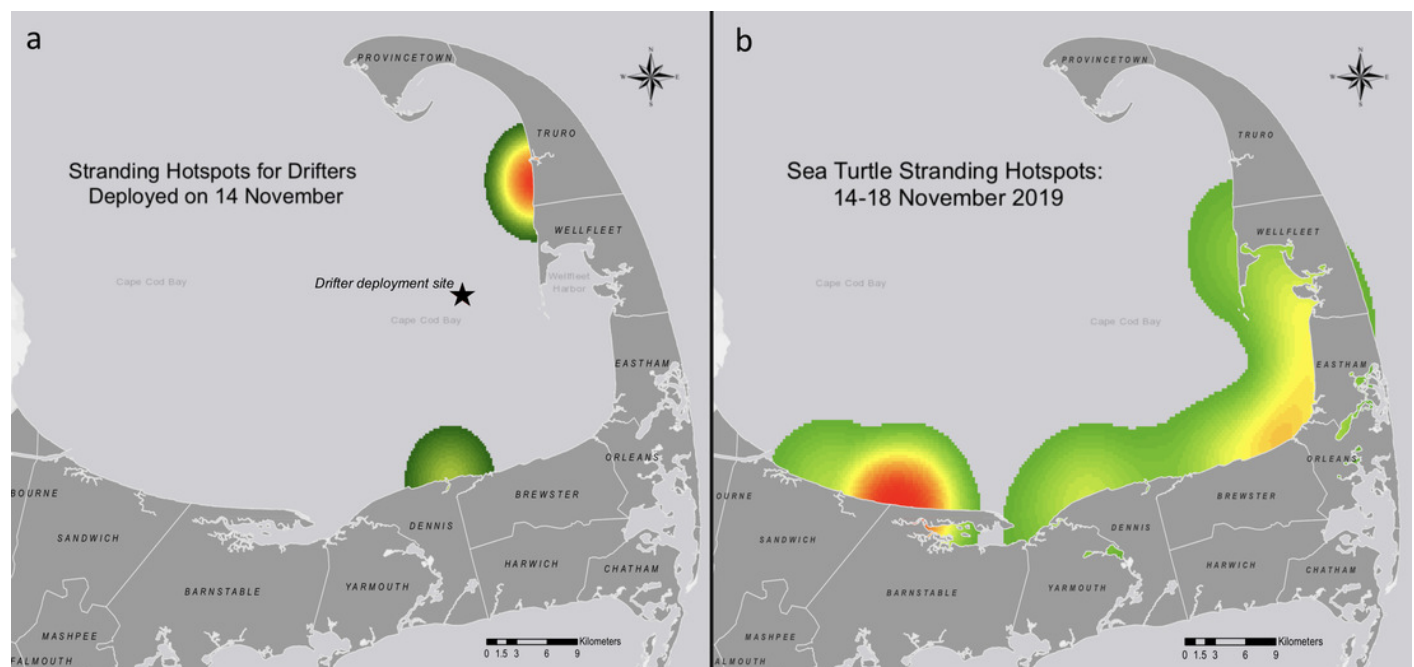 a
PROVINCETOWN
N
W E
S
TRURO
Stranding Hotspots for Drifters
Deployed on 14 November
WELLFLEET
Drifter deployment site
Cape Cod Bay
Wellfleet
Harbor
Cape Cod Bay
EASTHAM
ORLEANS
BOURNE
BREWSTER
DENNIS
SANDWICH
HARWICH
CHATHAM
YARMOUTH
BARNSTABLE
MASHPEE
FALMOUTH
Kilometers
0 1.5 3 6 9
b
PROVINCETOWN
N
W E
S
TRURO
Sea Turtle Stranding Hotspots:
14-18 November 2019
WELLFLEET
Cape Cod Bay
Cape Cod Bay
EASTHAM
ORLEANS
OURNE
BREWSTER
DENNIS
SANDWICH
HARWICH
CHATHAM
YARMOUTH
BARNSTABLE
MASHPEE
ALMOUTH
Kilometers
0 1.5 3 6 9